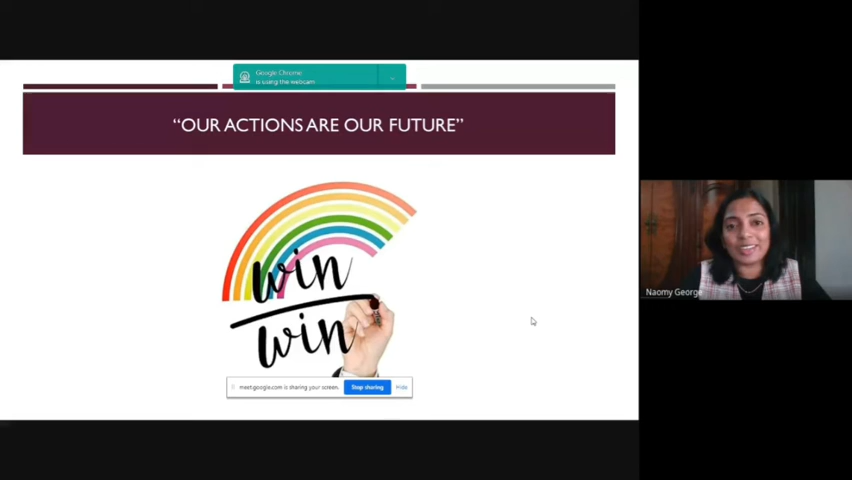 Google Chrome
is using the webcam
“OUR ACTIONS ARE OUR FUTURE”
win
win
meet.google.com is sharing your screen.
Stop sharing
Hide
Naomy George